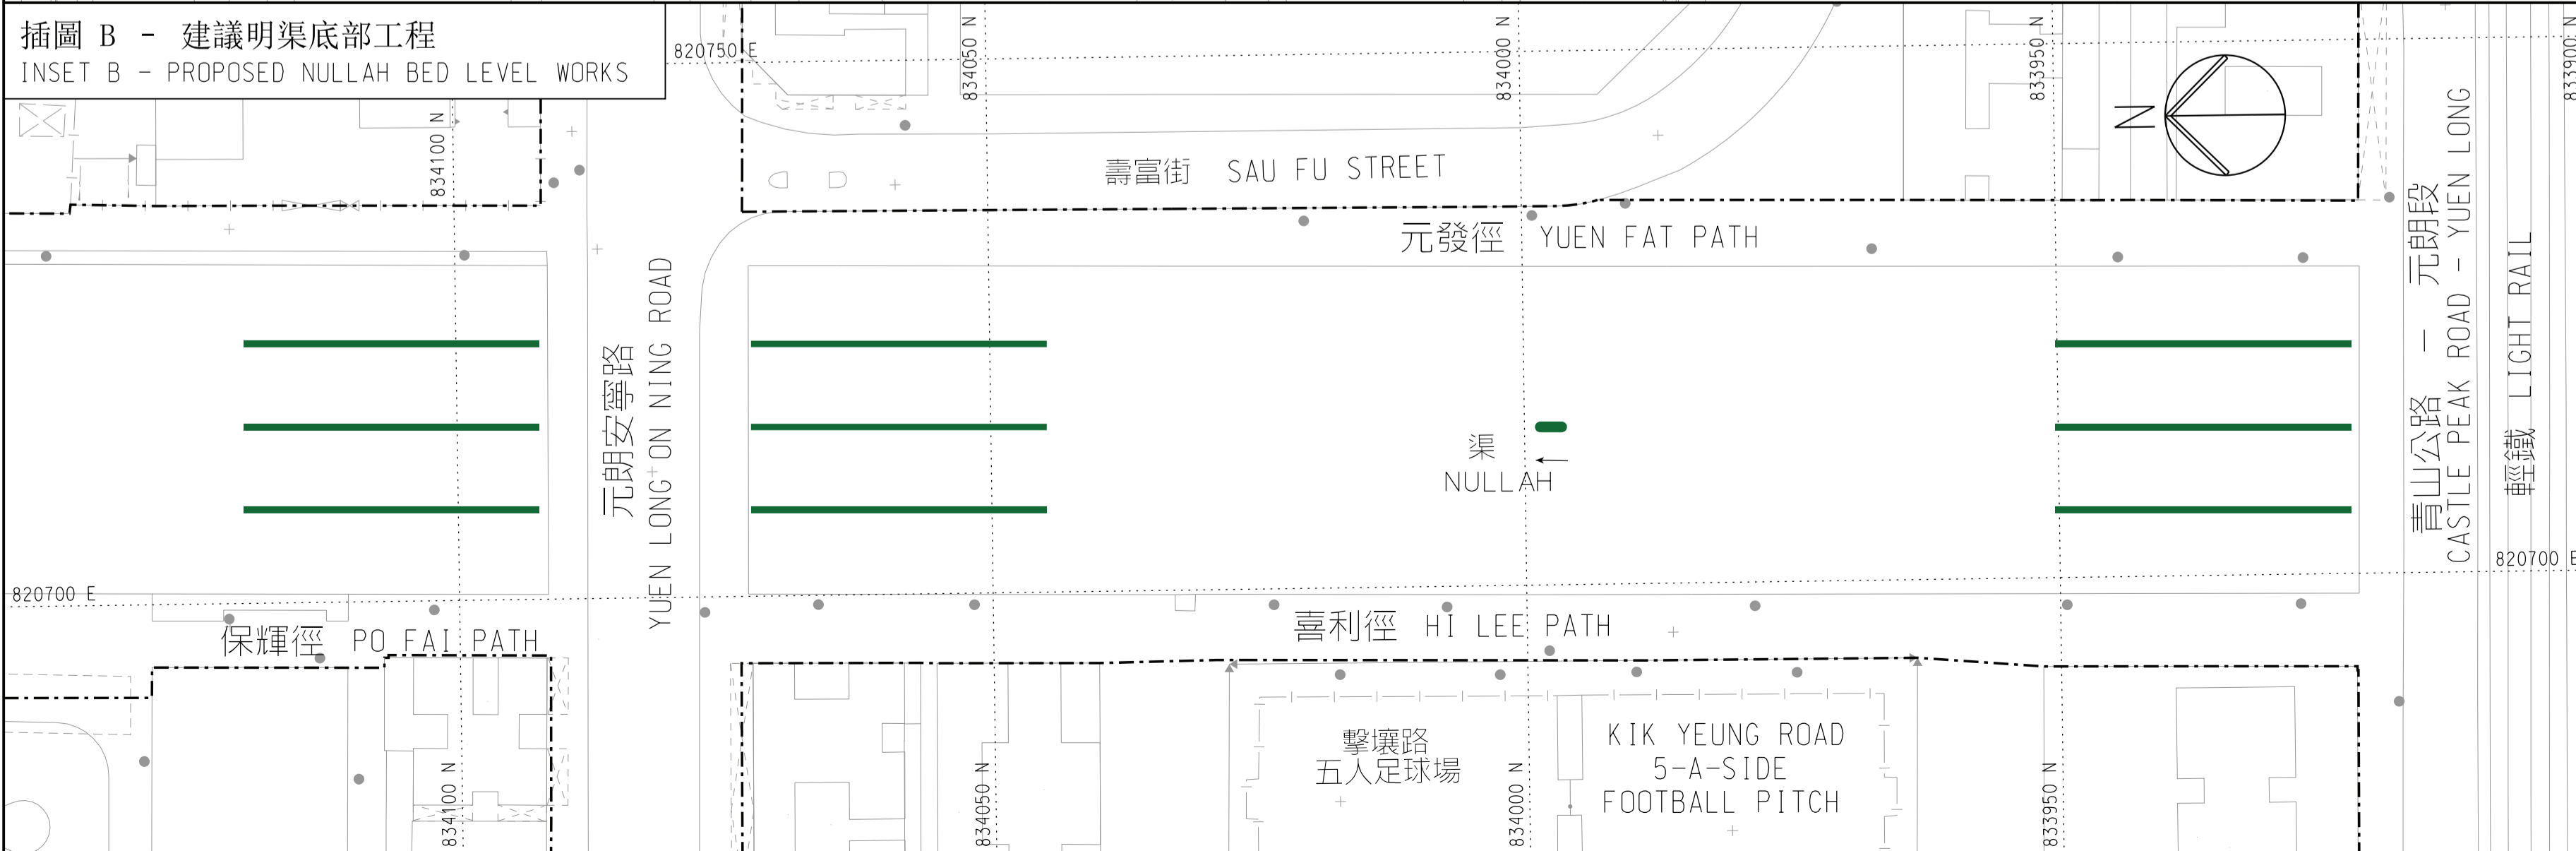 插圖 B - 建議明渠底部工程
INSET B - PROPOSED NULLAH BED LEVEL WORKS
820750 E
834100 N
834050 N
834000 N
833950 N
833900 N
N
壽富街 SAU FU STREET
元發徑 YUEN FAT PATH
元朗安寧路
YUEN LONG ON NING ROAD
渠
NULLAH
青山公路 — 元朗段
CASTLE PEAK ROAD - YUEN LONG
輕鐵 LIGHT RAIL
820700 E
820700 E
保輝徑 PO FAI PATH
喜利徑 HI LEE PATH
擊壤路
五人足球場
KIK YEUNG ROAD
5-A-SIDE
FOOTBALL PITCH
834100 N
834050 N
834000 N
833950 N